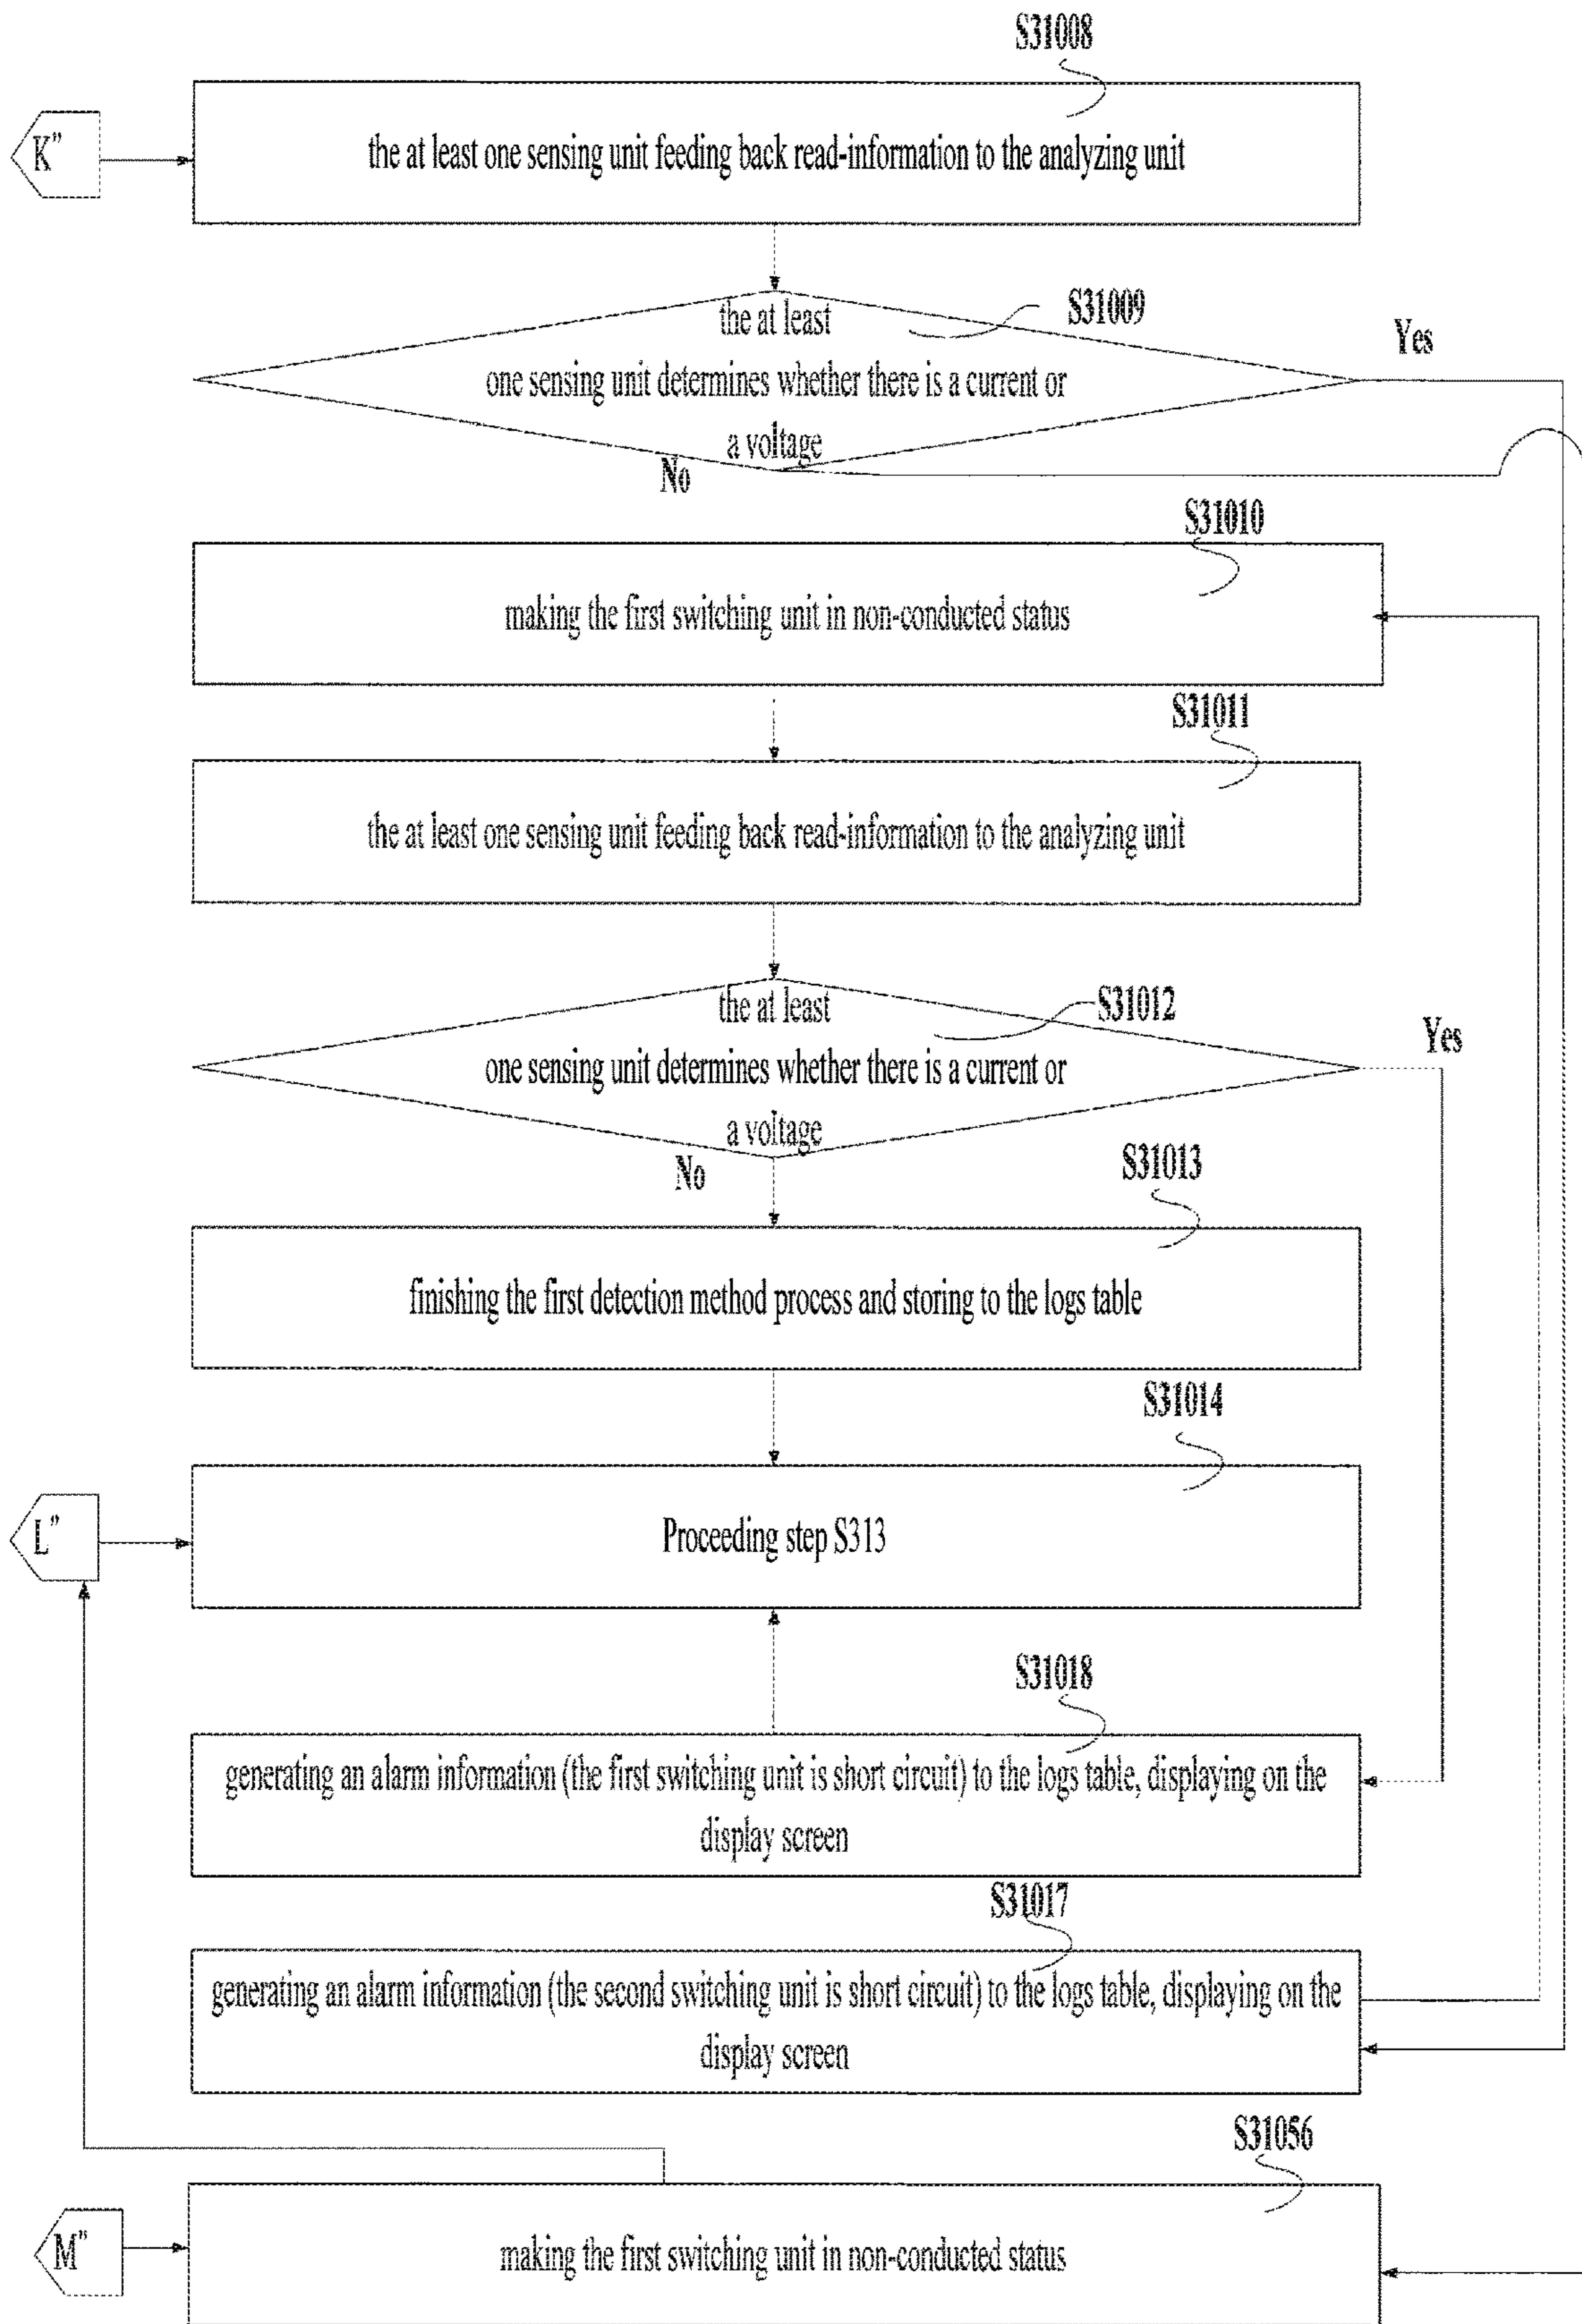 S31008
K”
the at least one sensing unit feeding back read-information to the analyzing unit
the at least
S31009
Yes
one sensing unit determines whether there is a current or
a voltage
No
S31010
making the first switching unit in non-conducted status
S31011
the at least one sensing unit feeding back read-information to the analyzing unit
the at least
S31012
Yes
one sensing unit determines whether there is a current or
a voltage
No
S31013
finishing the first detection method process and storing to the logs table
S31014
L”
Proceeding step S313
S31018
generating an alarm information (the first switching unit is short circuit) to the logs table, displaying on the
display screen
S31017
generating an alarm information (the second switching unit is short circuit) to the logs table, displaying on the
display screen
S31056
M”
making the first switching unit in non-conducted status